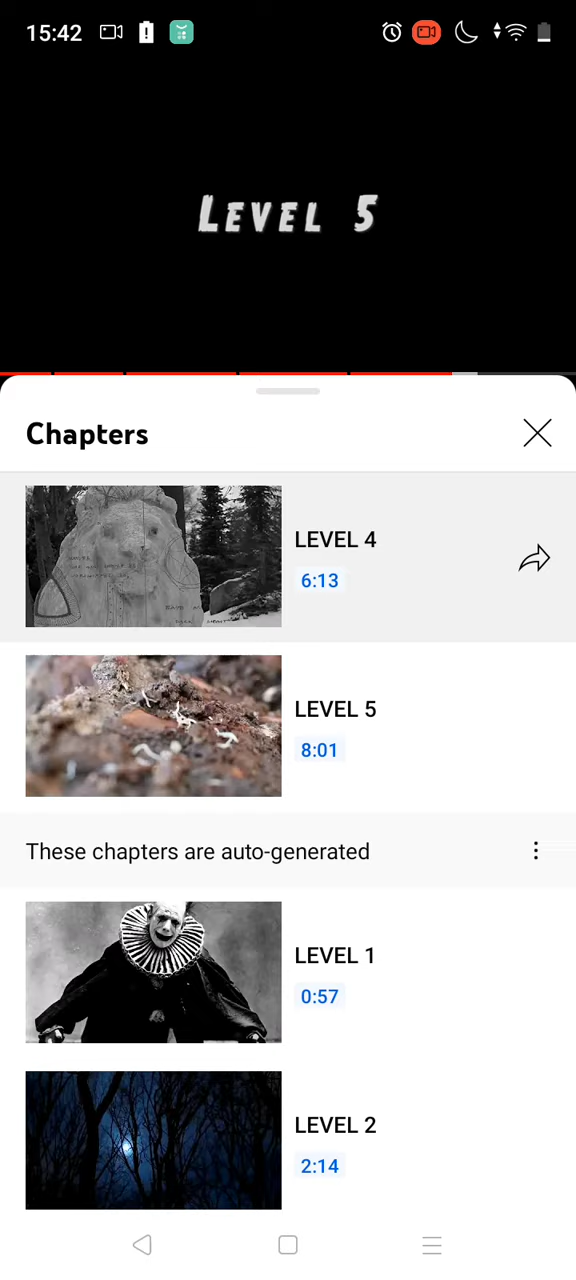 15:42
LEVEL 5
Chapters
LEVEL 4
6:13
LEVEL 5
8:01
These chapters are auto-generated
LEVEL 1
0:57
LEVEL 2
2:14